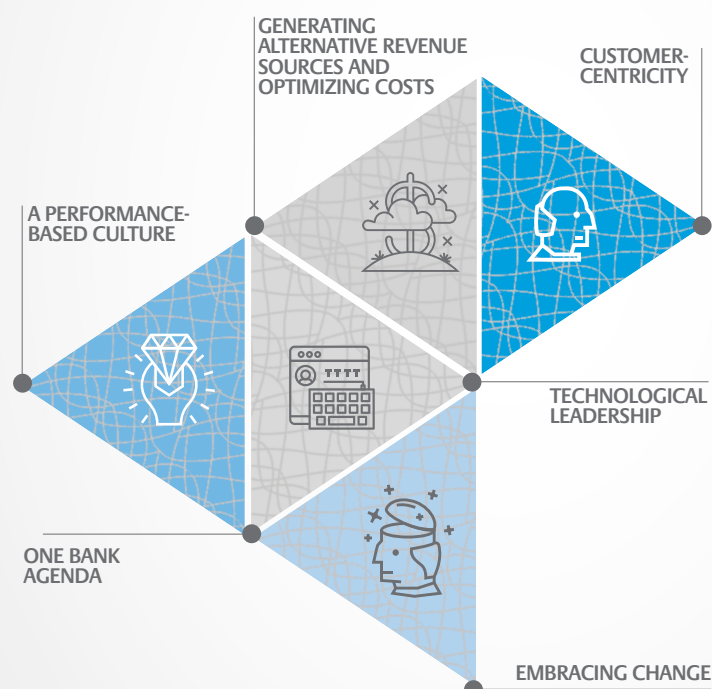 GENERATING
ALTERNATIVE REVENUE
SOURCES AND
OPTIMIZING COSTS
CUSTOMER-
CENTRICITY
A PERFORMANCE-
BASED CULTURE
TECHNOLOGICAL
LEADERSHIP
ONE BANK
AGENDA
EMBRACING CHANGE